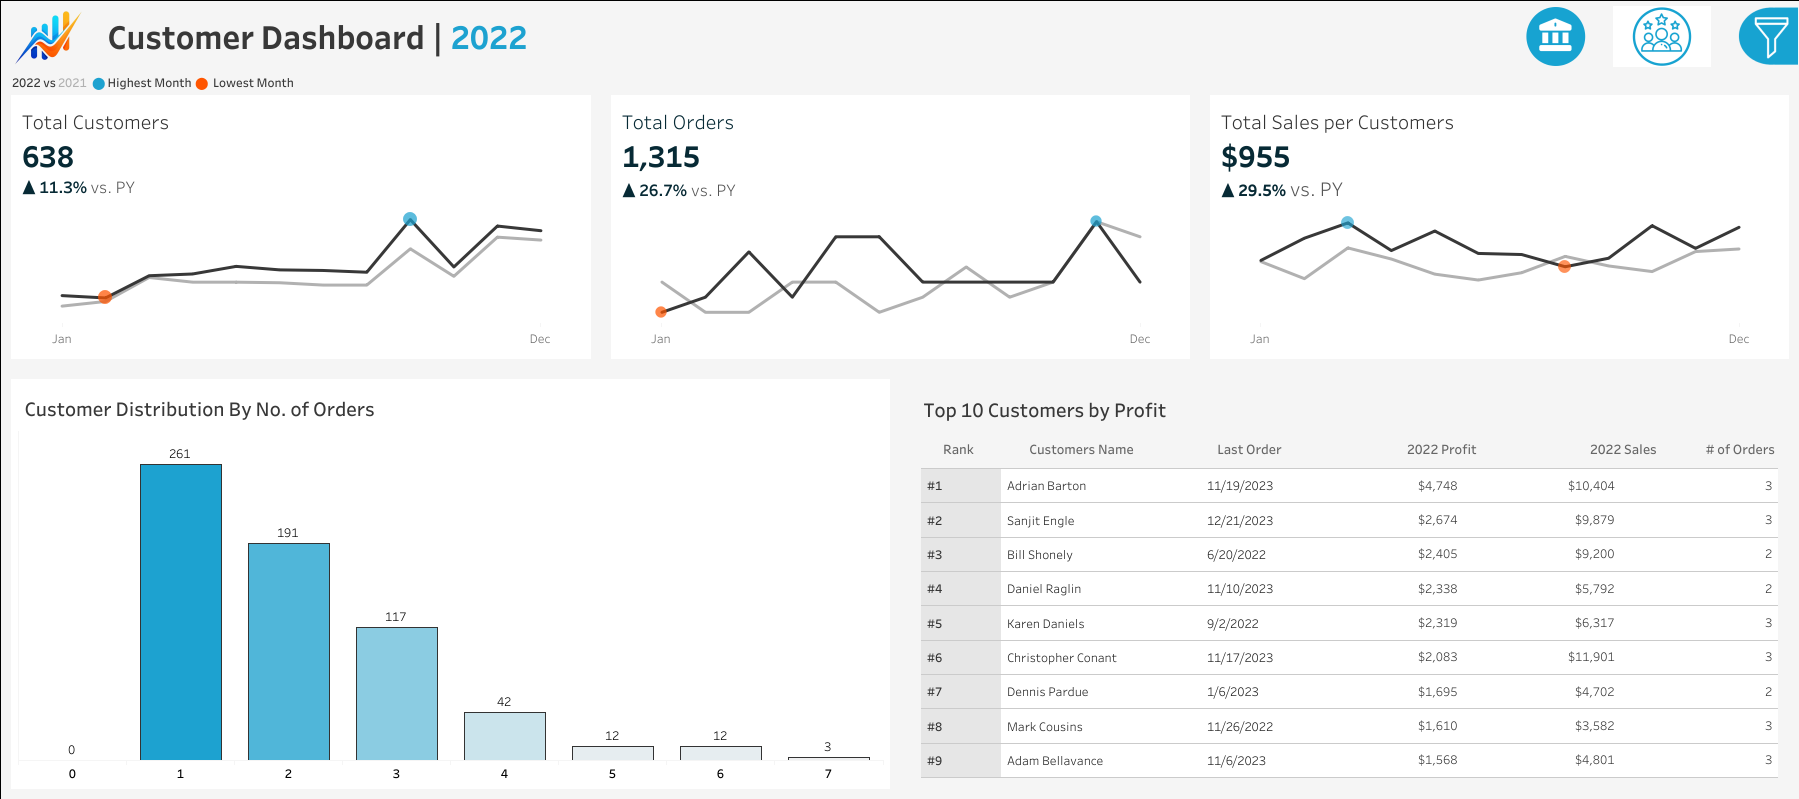 Customer Dashboard | 2022
2022 vs 2021 Highest Month Lowest Month
Total Customers
638
▲ 11.3% vs. PY
Jan Dec
Total Orders
1,315
▲ 26.7% vs. PY
Jan Dec
Total Sales per Customers
$955
▲ 29.5% vs. PY
Jan Dec
Customer Distribution By No. of Orders
0 261 191 117 42 12 12 3
0 1 2 3 4 5 6 7
Top 10 Customers by Profit
Rank Customers Name Last Order 2022 Profit 2022 Sales # of Orders
#1 Adrian Barton 11/19/2023 $4,748 $10,404 3
#2 Sanjit Engle 12/21/2023 $2,674 $9,879 3
#3 Bill Shonely 6/20/2022 $2,405 $9,200 2
#4 Daniel Raglin 11/10/2023 $2,338 $5,792 2
#5 Karen Daniels 9/2/2022 $2,319 $6,317 3
#6 Christopher Conant 11/17/2023 $2,083 $11,901 3
#7 Dennis Pardue 1/6/2023 $1,695 $4,702 2
#8 Mark Cousins 11/26/2022 $1,610 $3,582 3
#9 Adam Bellavance 11/6/2023 $1,568 $4,801 3